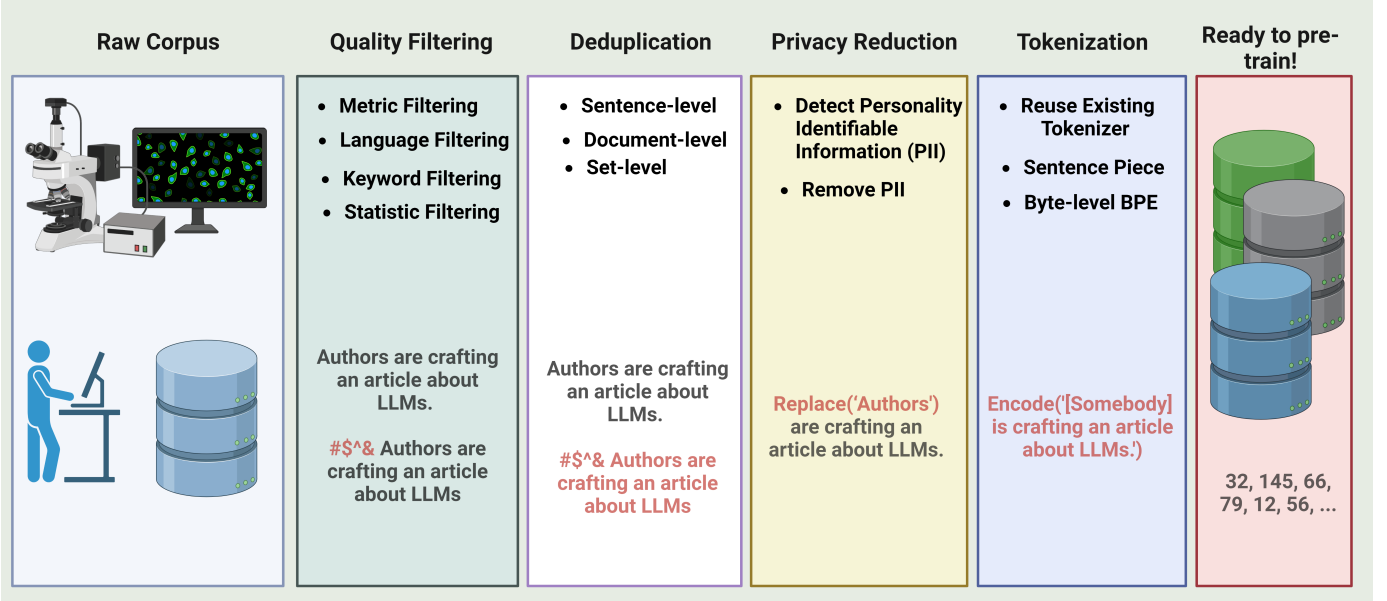 Raw Corpus
Quality Filtering
Deduplication
Privacy Reduction
Tokenization
Ready to pre-
train!
• Metric Filtering
• Language Filtering
• Keyword Filtering
• Statistic Filtering
Authors are crafting
an article about
LLMs.
#$^& Authors are
crafting an article
about LLMs
• Sentence-level
• Document-level
• Set-level
Authors are crafting
an article about
LLMs.
#$^& Authors are
crafting an article
about LLMs
• Detect Personality
Identifiable
Information (PII)
• Remove PII
Replace(‘Authors')
are crafting an
article about LLMs.
• Reuse Existing
Tokenizer
• Sentence Piece
• Byte-level BPE
Encode('[Somebody]
is crafting an article
about LLMs.')
32, 145, 66,
79, 12, 56, ...